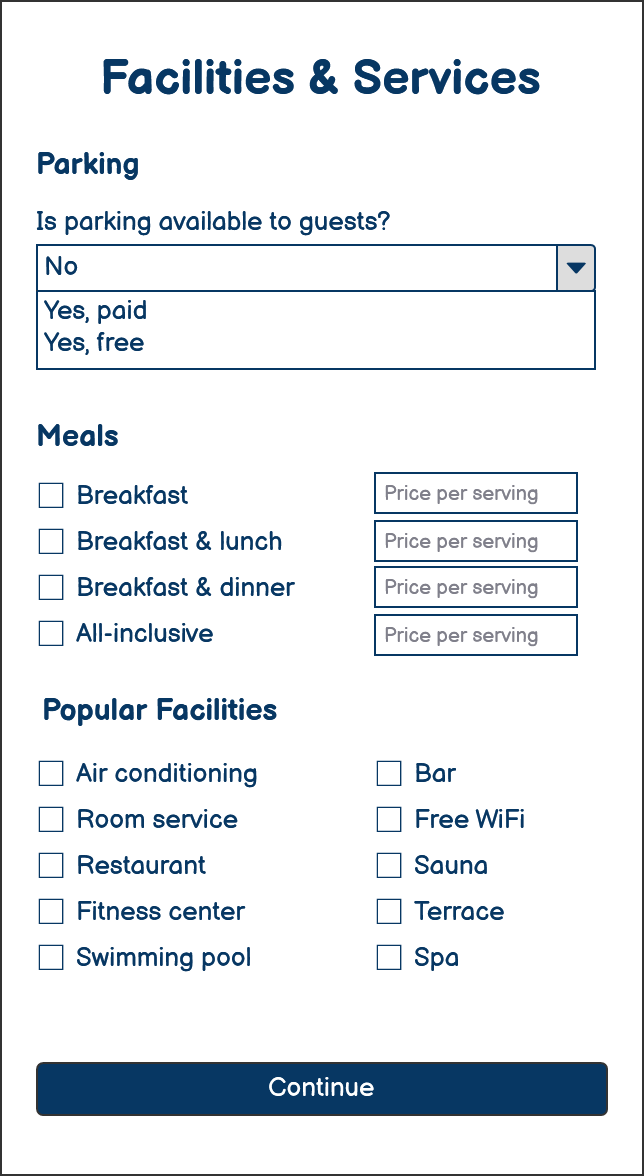 Facilities & Services
Parking
Is parking available to guests?
No
Yes, paid
Yes, free
Meals
Breakfast Price per serving
Breakfast & lunch Price per serving
Breakfast & dinner Price per serving
All-inclusive Price per serving
Popular Facilities
Air conditioning Bar
Room service Free WiFi
Restaurant Sauna
Fitness center Terrace
Swimming pool Spa
Continue